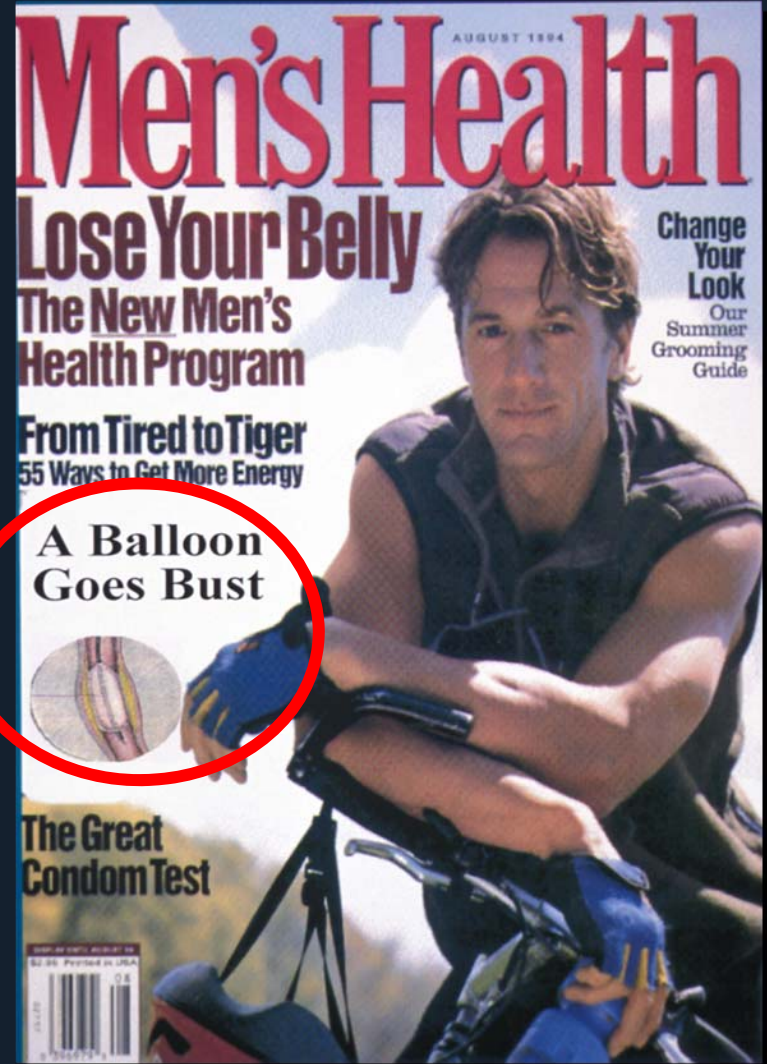 AUGUST 1994
Men's Health
Lose Your Belly
The New Men's
Health Program
Change
Your
Look
Our
Summer
Grooming
Guide
From Tired to Tiger
55 Ways to Get More Energy
A Balloon
Goes Bust
The Great
Condom Test
$2.95 Printed in USA
08